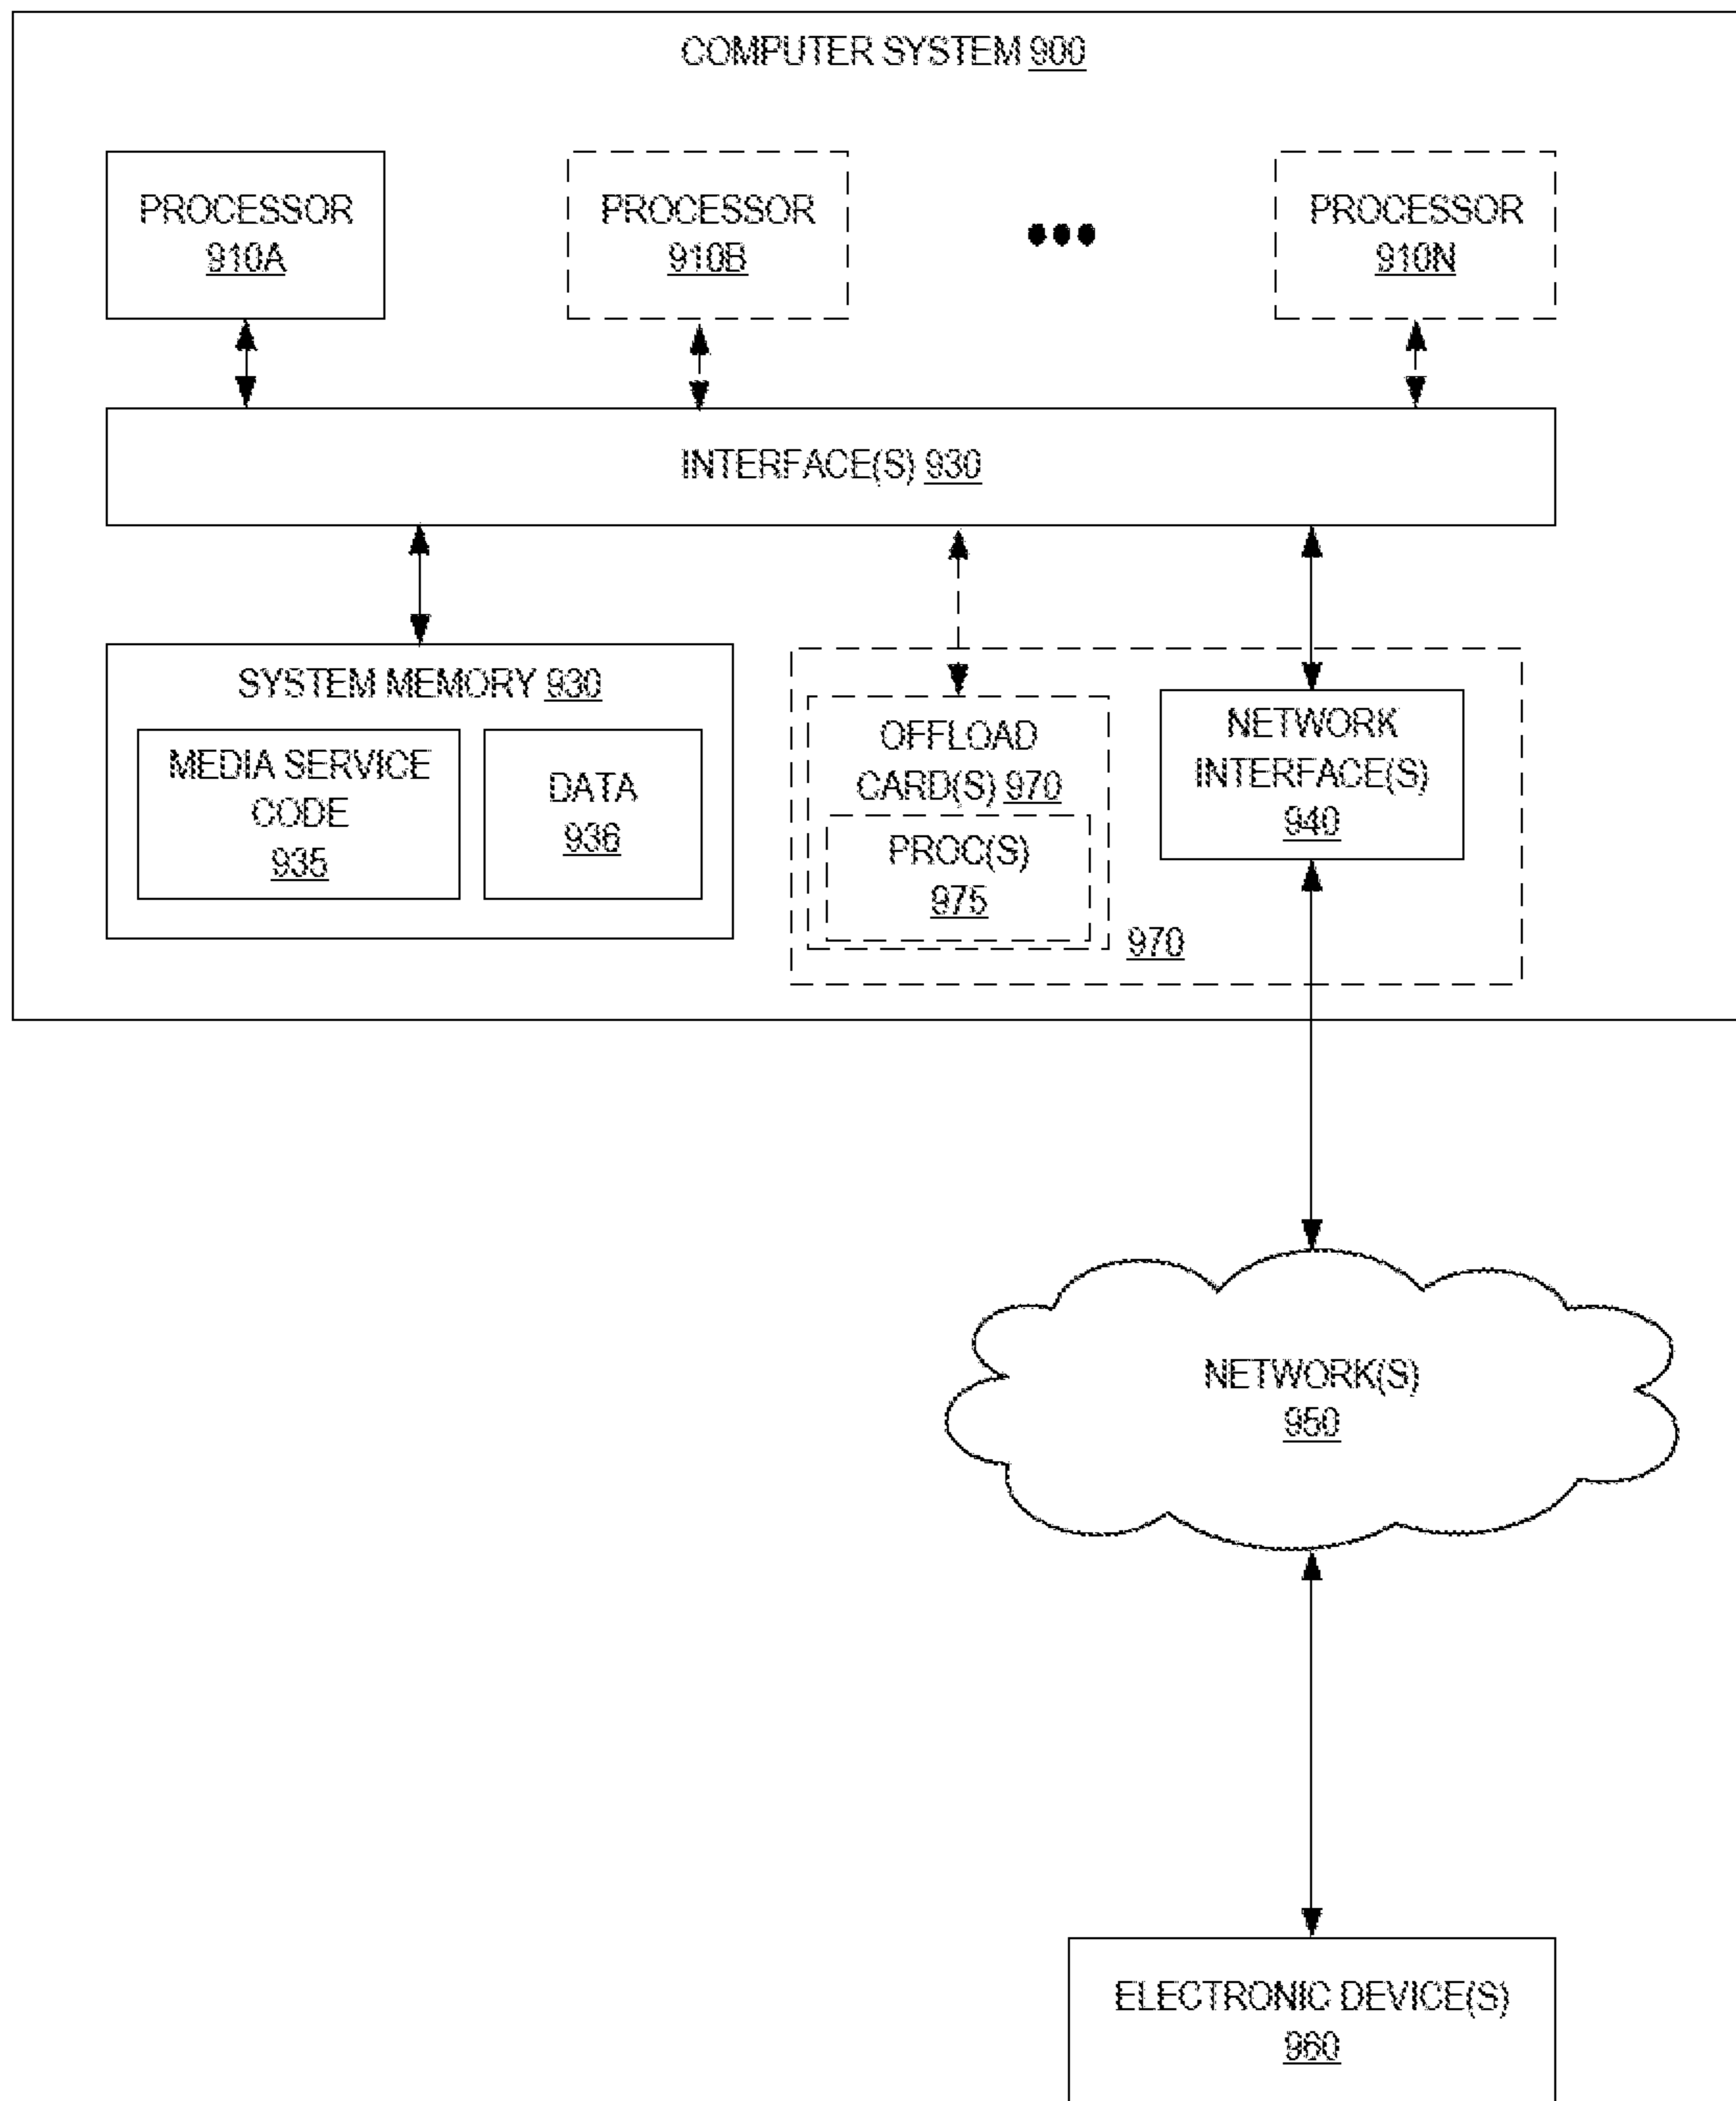 COMPUTER SYSTEM 900
PROCESSOR
910A
PROCESSOR
910B
PROCESSOR
910N
INTERFACE(S) 930
SYSTEM MEMORY 930
MEDIA SERVICE
CODE
935
DATA
936
OFFLOAD
CARD(S) 970
PROC(S)
975
970
NETWORK
INTERFACE(S)
940
NETWORK(S)
950
ELECTRONIC DEVICE(S)
960